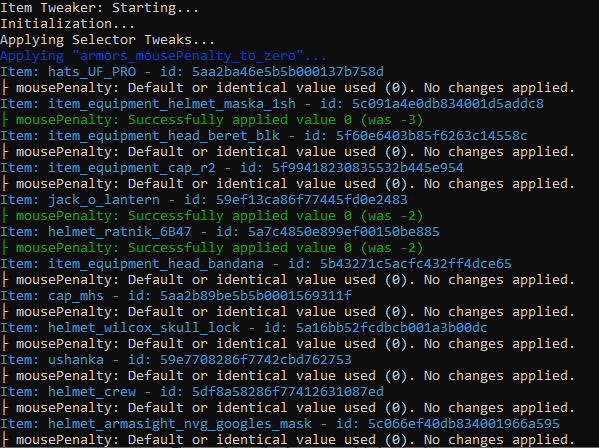 Item Tweaker: Starting...
Initialization...
Applying Selector Tweaks...
Applying "armors_mousePenalty_to_zero"...
Item: hats_UF_PRO - id: 5aa2ba46e5b5b000137b758d
├ mousePenalty: Default or identical value used (0). No changes applied.
Item: item_equipment_helmet_maska_1sh - id: 5c091a4e0db834001d5addc8
├ mousePenalty: Successfully applied value 0 (was -3)
Item: item_equipment_head_beret_blk - id: 5f60e6403b85f6263c14558c
├ mousePenalty: Default or identical value used (0). No changes applied.
Item: item_equipment_cap_r2 - id: 5f99418230835532b445e954
├ mousePenalty: Default or identical value used (0). No changes applied.
Item: jack_o_lantern - id: 59ef13ca86f77445fd0e2483
├ mousePenalty: Successfully applied value 0 (was -2)
Item: helmet_ratnik_6B47 - id: 5a7c4850e899ef00150be885
├ mousePenalty: Successfully applied value 0 (was -2)
Item: item_equipment_head_bandana - id: 5b43271c5acfc432ff4dce65
├ mousePenalty: Default or identical value used (0). No changes applied.
Item: cap_mhs - id: 5aa2b89be5b5b0001569311f
├ mousePenalty: Default or identical value used (0). No changes applied.
Item: helmet_wilcox_skull_lock - id: 5a16bb52fcdbcb001a3b00dc
├ mousePenalty: Default or identical value used (0). No changes applied.
Item: ushanka - id: 59e7708286f7742cbd762753
├ mousePenalty: Default or identical value used (0). No changes applied.
Item: helmet_crew - id: 5df8a58286f77412631087ed
├ mousePenalty: Default or identical value used (0). No changes applied.
Item: helmet_armasight_nvg_googles_mask - id: 5c066ef40db834001966a595
├ mousePenalty: Default or identical value used (0). No changes applied.